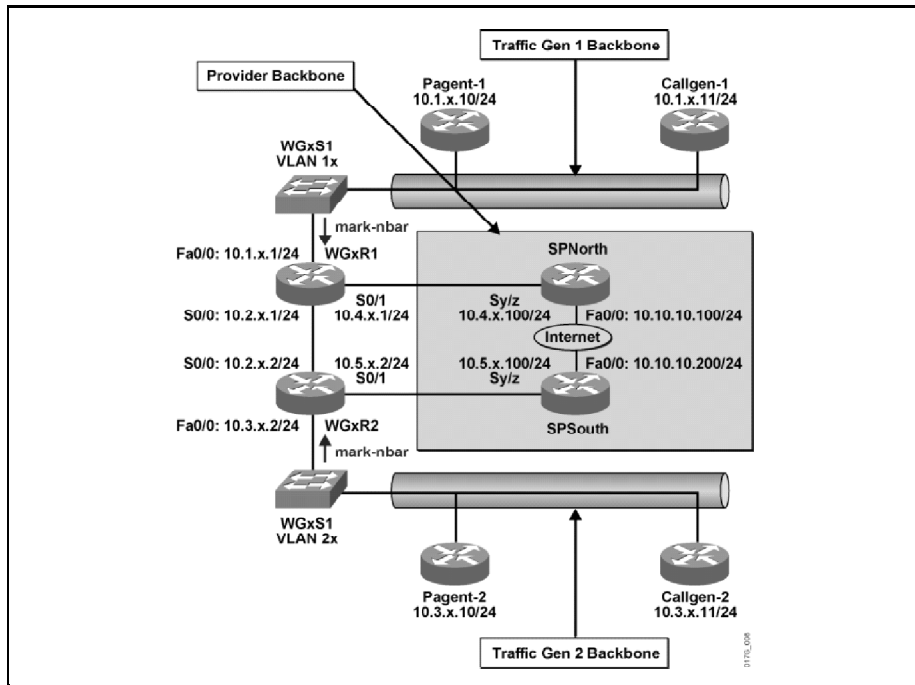 Traffic Gen 1 Backbone
Provider Backbone
Pagent-1
10.1.x.10/24
Callgen-1
10.1.x.11/24
WGxS1
VLAN 1x
mark-nbar
Fa0/0: 10.1.x.1/24
WGxR1
SPNorth
S0/1
10.4.x.1/24
Sy/z
10.4.x.100/24
Fa0/0: 10.10.10.100/24
S0/0: 10.2.x.1/24
Internet
S0/0: 10.2.x.2/24
10.5.x.2/24
S0/1
10.5.x.100/24
Sy/z
Fa0/0: 10.10.10.200/24
Fa0/0: 10.3.x.2/24
WGxR2
SPSouth
mark-nbar
WGxS1
VLAN 2x
Pagent-2
10.3.x.10/24
Callgen-2
10.3.x.11/24
Traffic Gen 2 Backbone